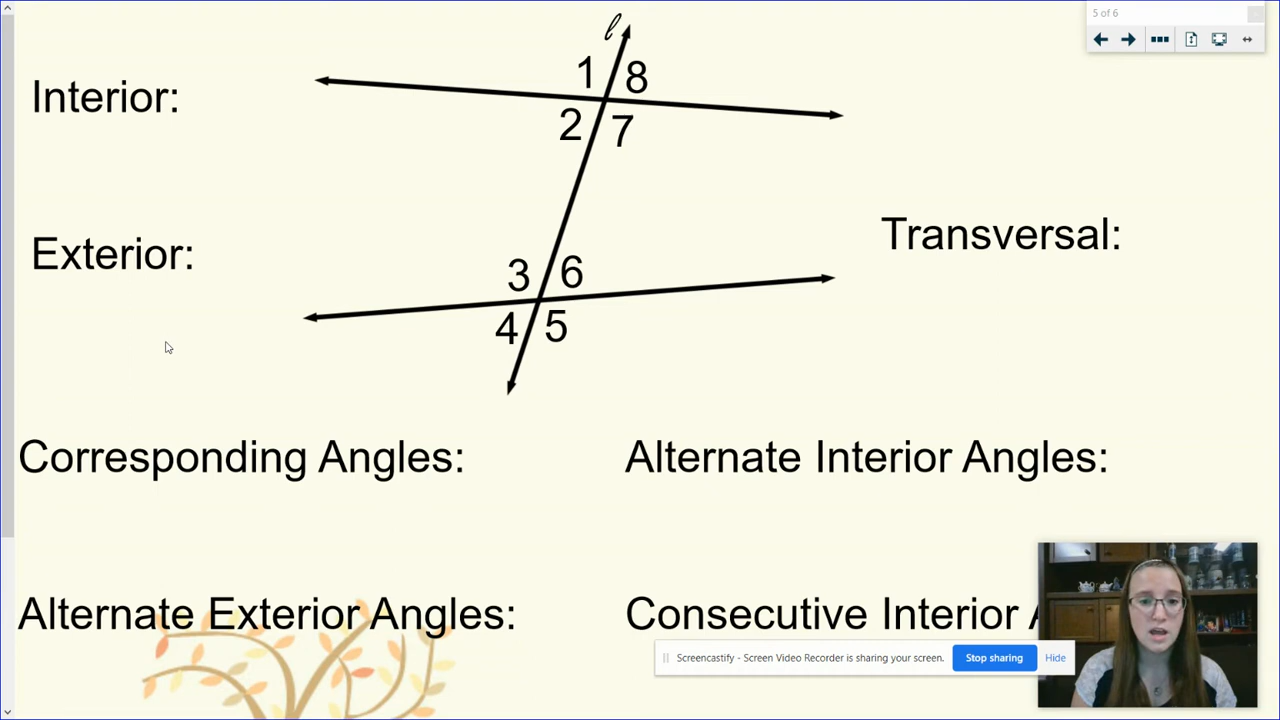 5 of 6
ℓ
1 8
Interior:
2 7
Transversal:
Exterior:
3 6
4 5
Corresponding Angles:
Alternate Interior Angles:
Alternate Exterior Angles:
Consecutive Interior
Screencastify - Screen Video Recorder is sharing your screen.
Stop sharing
Hide